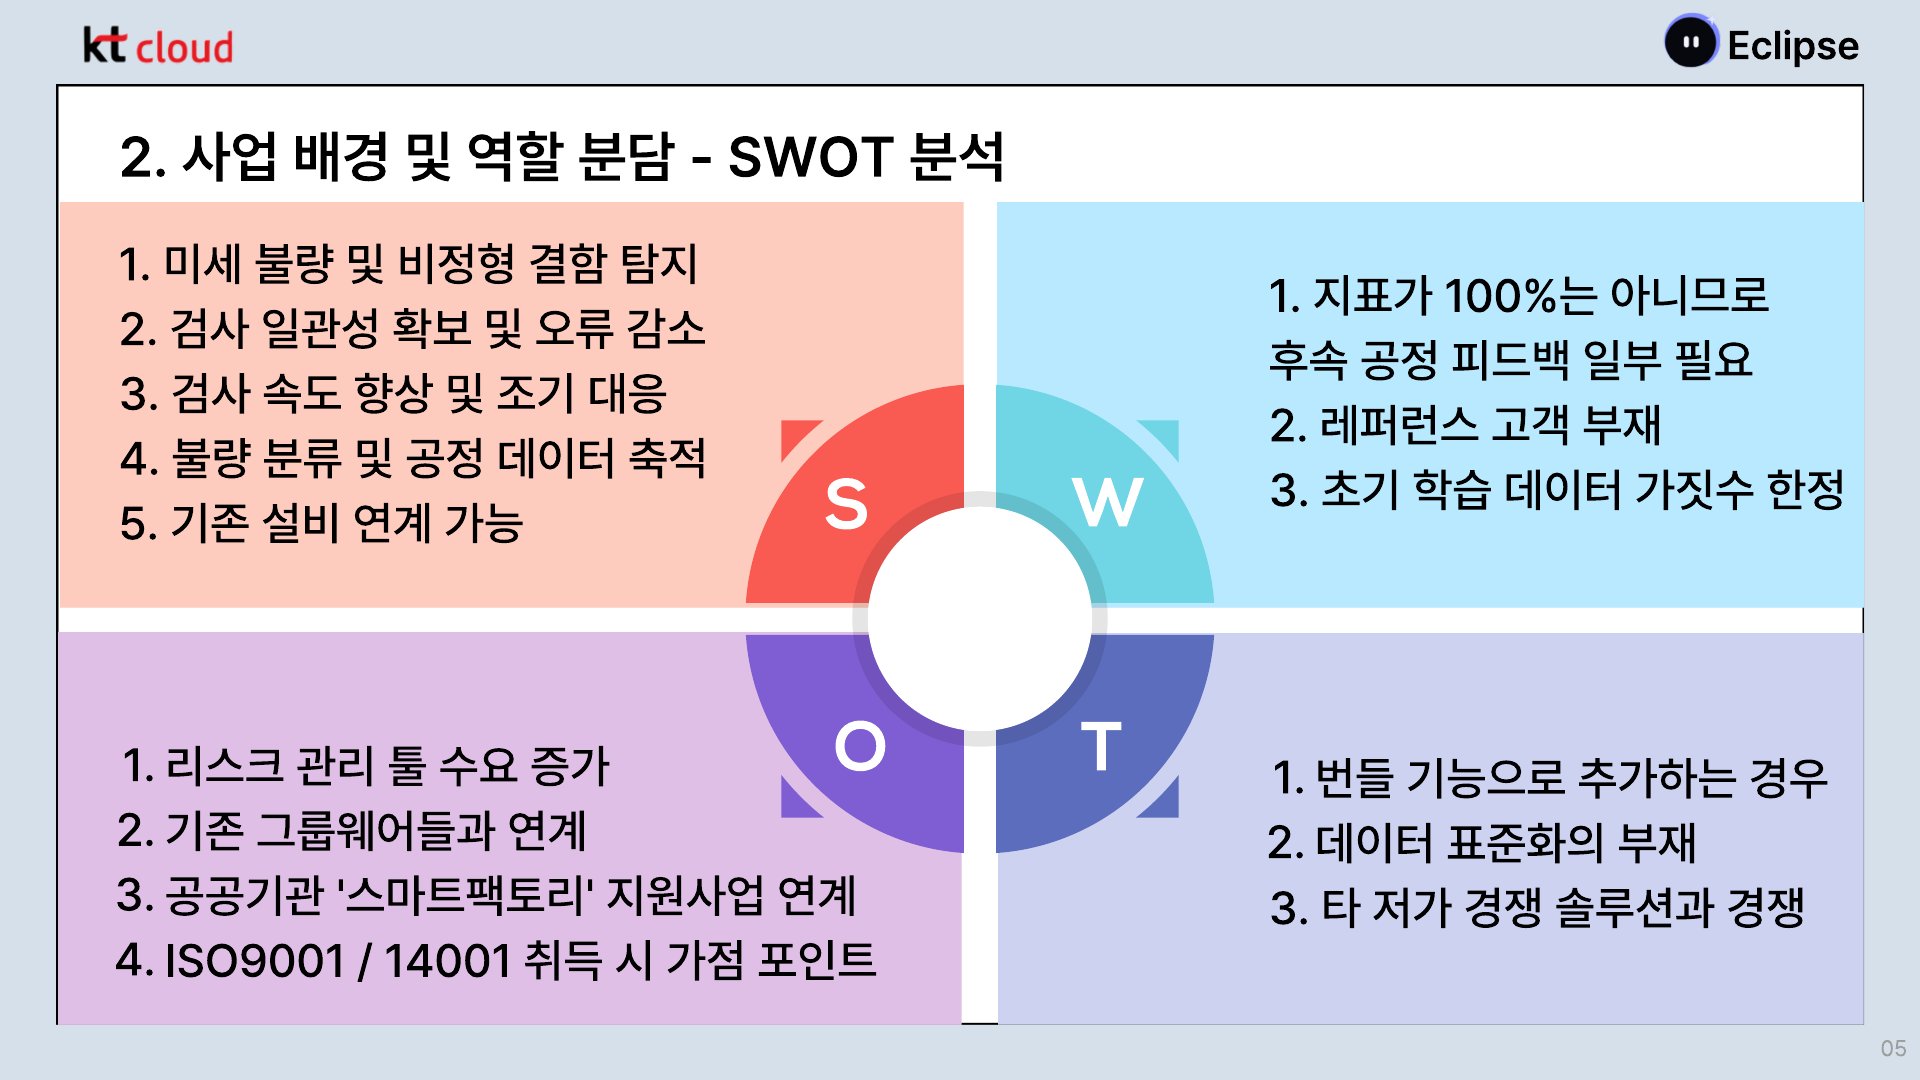 kt cloud
Eclipse
2. 사업 배경 및 역할 분담 - SWOT 분석
1. 미세 불량 및 비정형 결함 탐지
2. 검사 일관성 확보 및 오류 감소
3. 검사 속도 향상 및 조기 대응
4. 불량 분류 및 공정 데이터 축적
5. 기존 설비 연계 가능
S
1. 지표가 100%는 아니므로
후속 공정 피드백 일부 필요
2. 레퍼런스 고객 부재
3. 초기 학습 데이터 가짓수 한정
W
1. 리스크 관리 툴 수요 증가
2. 기존 그룹웨어들과 연계
3. 공공기관 '스마트팩토리' 지원사업 연계
4. ISO9001 / 14001 취득 시 가점 포인트
O
1. 번들 기능으로 추가하는 경우
2. 데이터 표준화의 부재
3. 타 저가 경쟁 솔루션과 경쟁
T
05